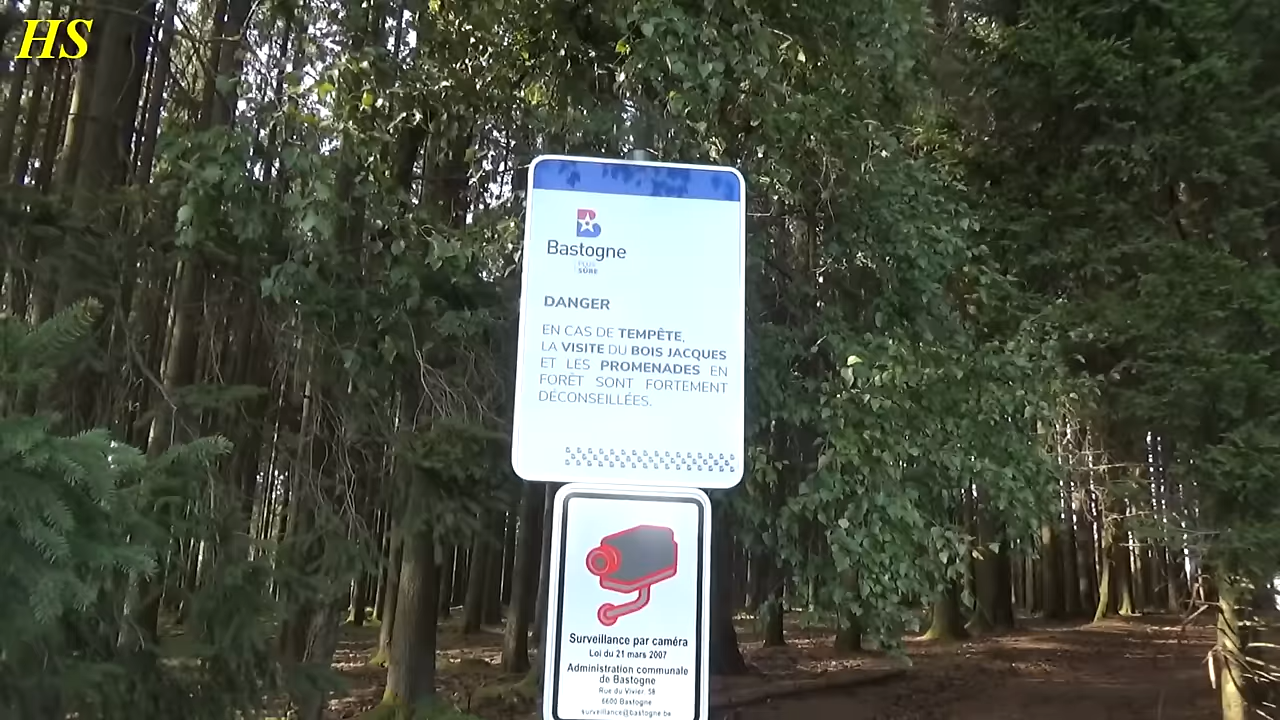 HS
Bastogne
SÛRE
DANGER
EN CAS DE TEMPÊTE,
LA VISITE DU BOIS JACQUES
ET LES PROMENADES EN
FORÊT SONT FORTEMENT
DÉCONSEILLÉES.
Surveillance par caméra
Loi du 21 mars 2007
Administration communale
de Bastogne
Rue du Vivier, 58
6600 Bastogne
surveillance@bastogne.be